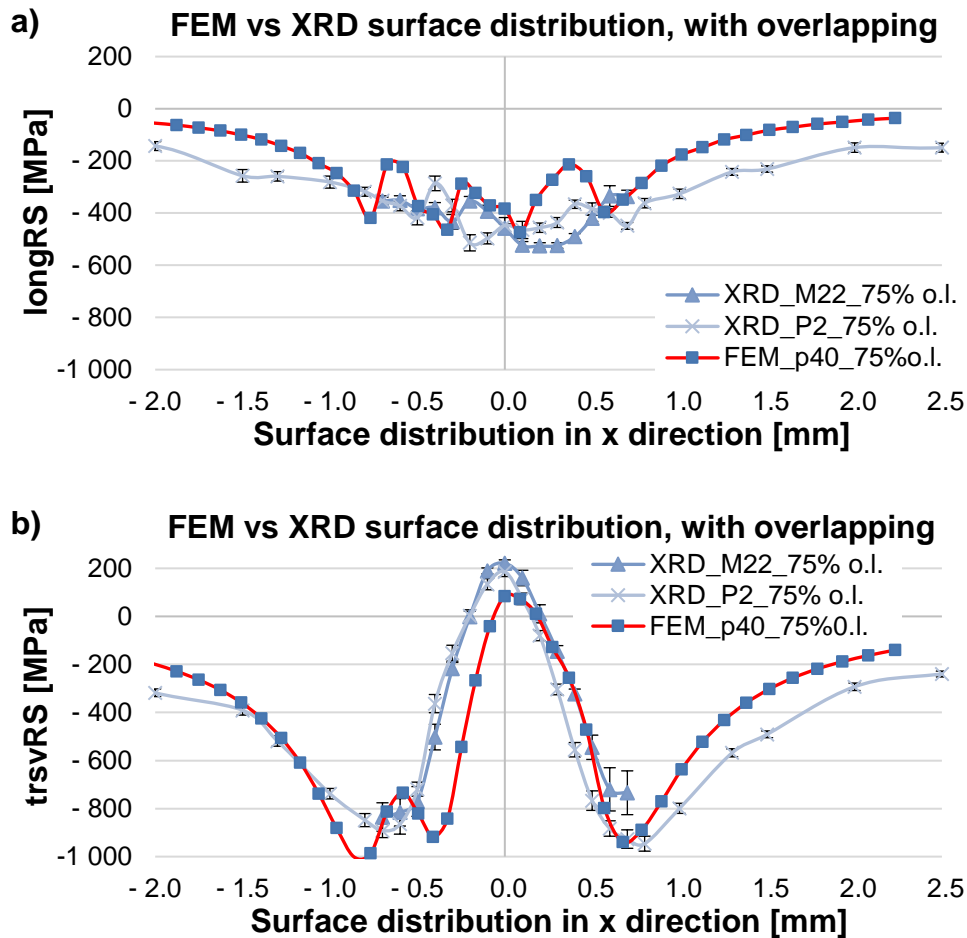 a)
FEM vs XRD surface distribution, with overlapping
200
0
- 200
- 400
- 600
- 800
-1 000
longRS [MPa]
XRD_M22_75% o.l.
XRD_P2_75% o.l.
FEM_p40_75%o.l.
- 2.0 - 1.5 - 1.0 - 0.5 0.0 0.5 1.0 1.5 2.0 2.5
Surface distribution in x direction [mm]
b)
FEM vs XRD surface distribution, with overlapping
200
0
- 200
- 400
- 600
- 800
-1 000
trsvRS [MPa]
XRD_M22_75% o.l.
XRD_P2_75% o.l.
FEM_p40_75%0.l.
- 2.0 - 1.5 - 1.0 - 0.5 0.0 0.5 1.0 1.5 2.0 2.5
Surface distribution in x direction [mm]